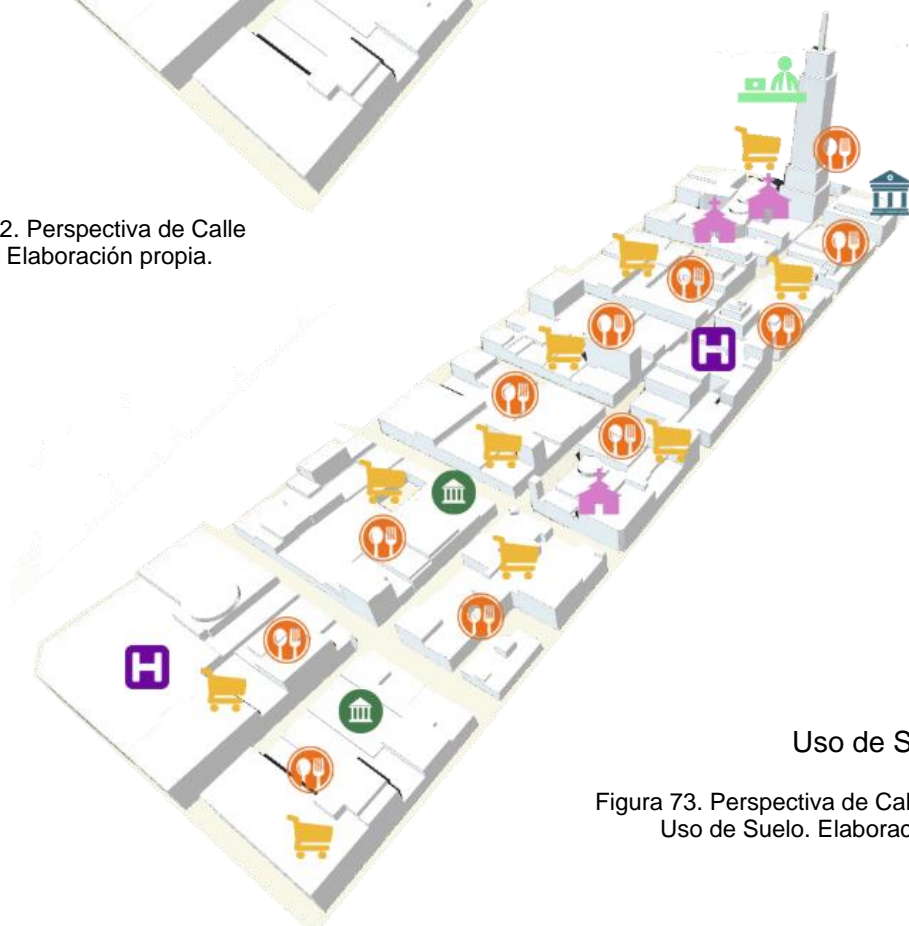 2. Perspectiva de Calle
Elaboración propia.
Uso de S
Figura 73. Perspectiva de Cal
Uso de Suelo. Elaborac